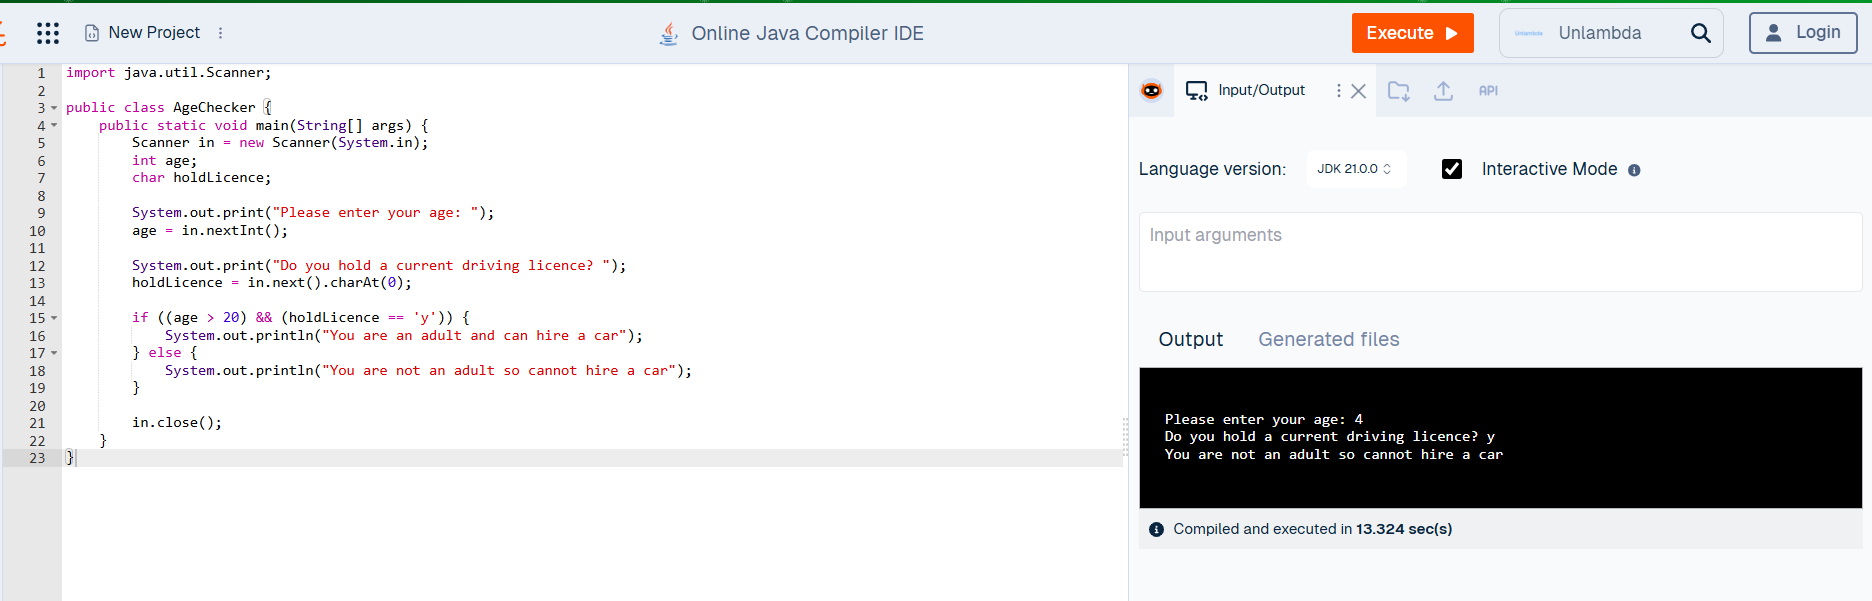 New Project
Online Java Compiler IDE
Execute
Unlambda
Unlambda
Login
1 import java.util.Scanner;
2
3 public class AgeChecker {
4     public static void main(String[] args) {
5         Scanner in = new Scanner(System.in);
6         int age;
7         char holdLicence;
8
9         System.out.print("Please enter your age: ");
10         age = in.nextInt();
11
12         System.out.print("Do you hold a current driving licence? ");
13         holdLicence = in.next().charAt(0);
14
15         if ((age > 20) && (holdLicence == 'y')) {
16             System.out.println("You are an adult and can hire a car");
17         } else {
18             System.out.println("You are not an adult so cannot hire a car");
19         }
20
21         in.close();
22     }
23 }
Input/Output
API
Language version:
JDK 21.0.0
Interactive Mode
Input arguments
Output
Generated files
Please enter your age: 4
Do you hold a current driving licence? y
You are not an adult so cannot hire a car
Compiled and executed in 13.324 sec(s)